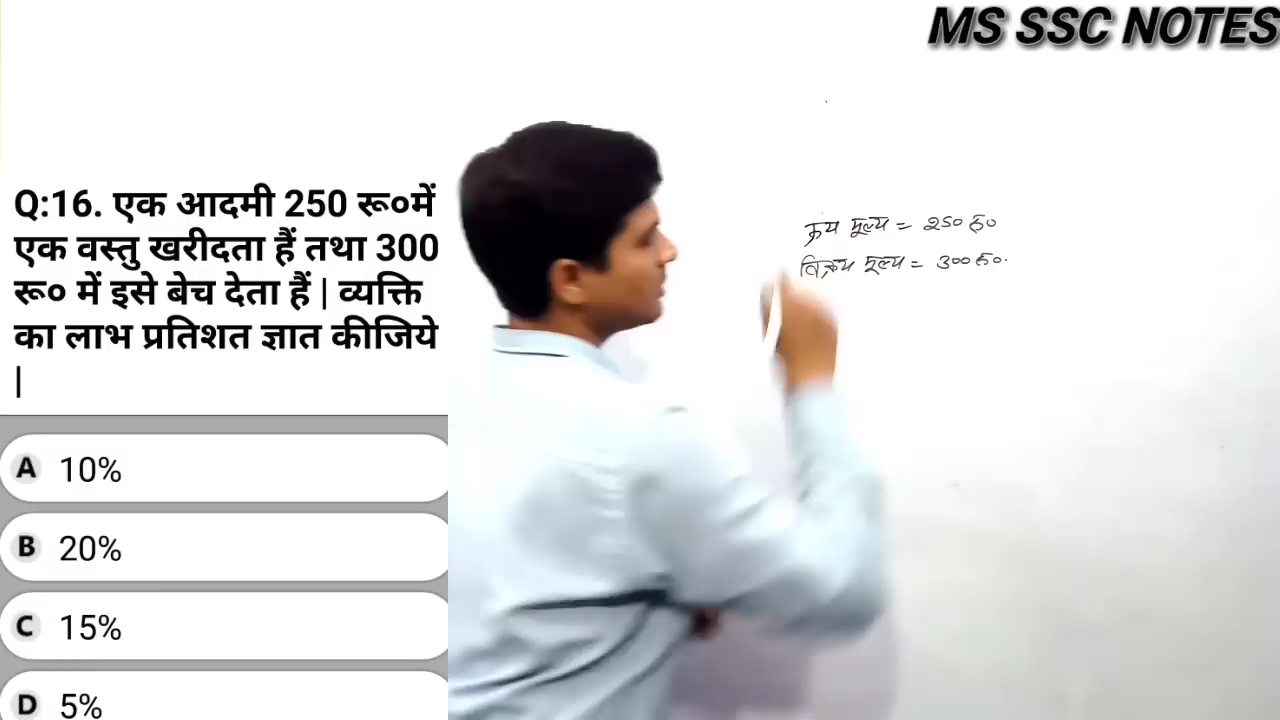 MS SSC NOTES
Q:16. एक आदमी 250 रू०में
एक वस्तु खरीदता हैं तथा 300
रू० में इसे बेच देता हैं | व्यक्ति
का लाभ प्रतिशत ज्ञात कीजिये
|
A 10%
B 20%
C 15%
D 5%
क्रय मूल्य = 250 रु०
विक्रय मूल्य = 300 रु०.